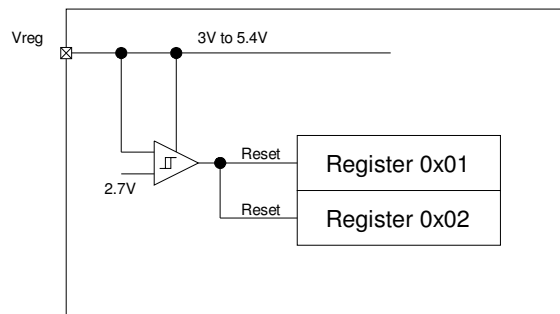 Vreg
3V to 5.4V
Reset
Register 0x01
2.7V
Reset
Register 0x02